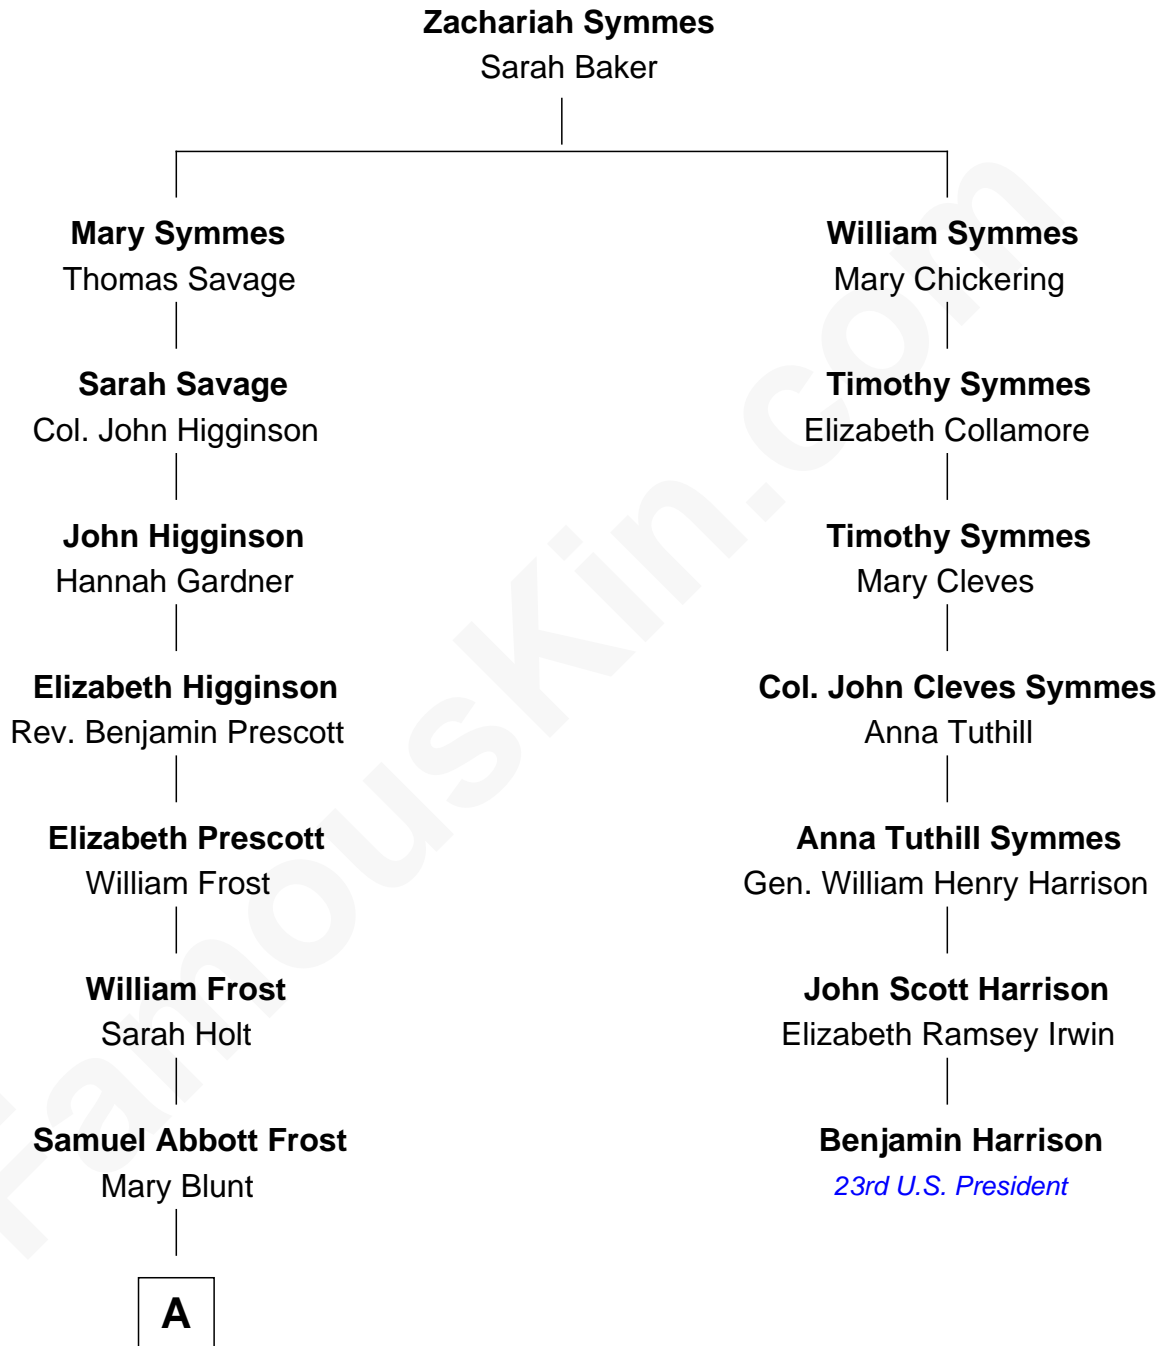 Zachariah Symmes
Sarah Baker
Mary Symmes
Thomas Savage
William Symmes
Mary Chickering
Sarah Savage
Col. John Higginson
Timothy Symmes
Elizabeth Collamore
John Higginson
Hannah Gardner
Timothy Symmes
Mary Cleves
Elizabeth Higginson
Rev. Benjamin Prescott
Col. John Cleves Symmes
Anna Tuthill
Elizabeth Prescott
William Frost
Anna Tuthill Symmes
Gen. William Henry Harrison
William Frost
Sarah Holt
John Scott Harrison
Elizabeth Ramsey Irwin
Samuel Abbott Frost
Mary Blunt
Benjamin Harrison
23rd U.S. President
A
FamousKin.com